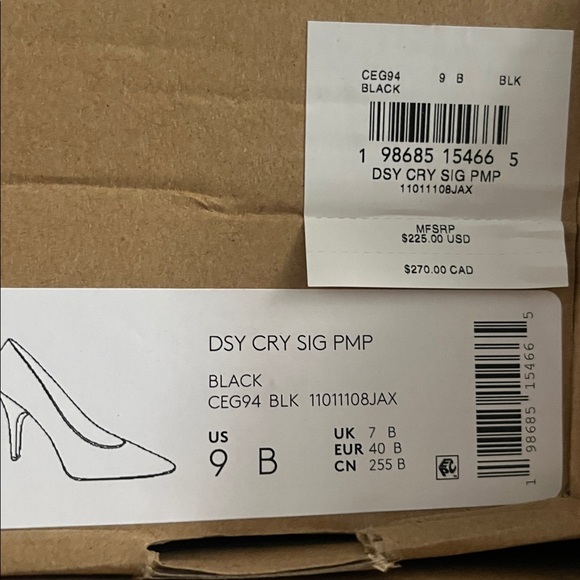 CEG94 9 B BLK
BLACK
1 98685 15466 5
DSY CRY SIG PMP
11011108JAX
MFSRP
$225.00 USD
$270.00 CAD
DSY CRY SIG PMP
BLACK
CEG94 BLK 11011108JAX
US
9 B
UK 7 B
EUR 40 B
CN 255 B
1 98685 15466 5